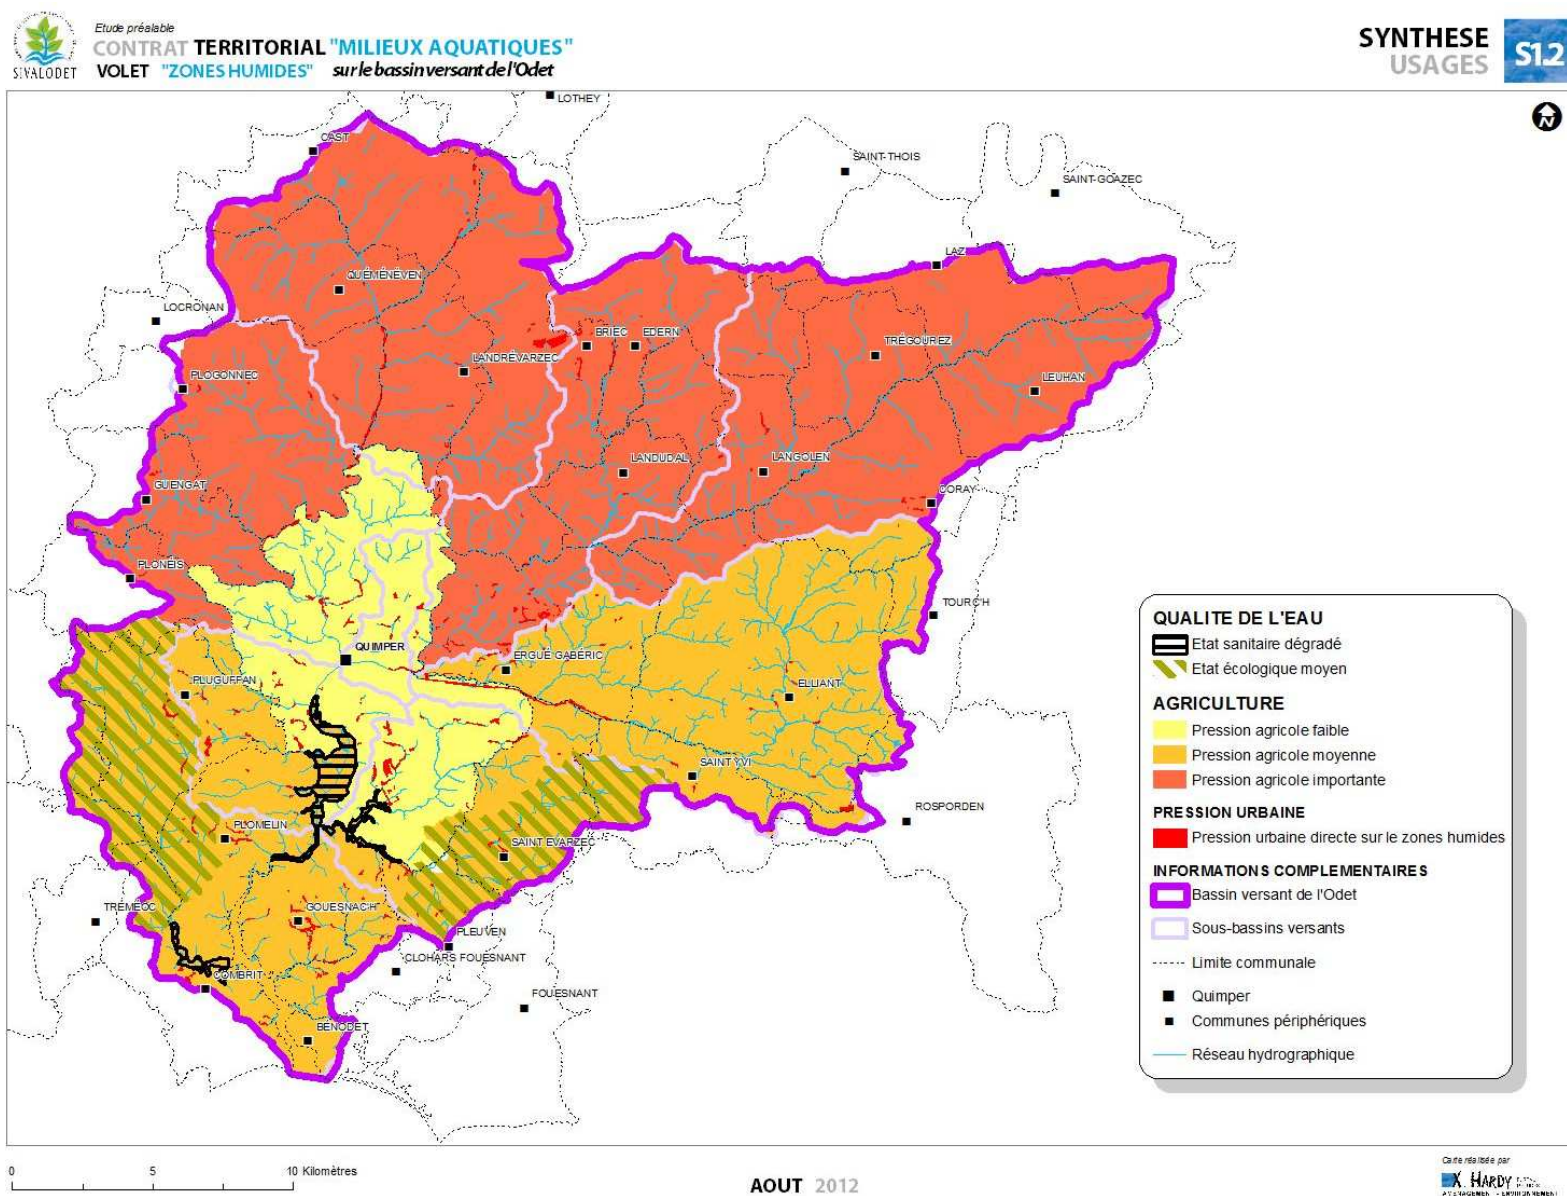 SIVALODET
Etude préalable
CONTRAT TERRITORIAL "MILIEUX AQUATIQUES"
VOLET "ZONES HUMIDES" sur le bassin versant de l'Odet
SYNTHESE
USAGES
S1.2
N
LOTHEY
CAST
SAINT-THOIS
SAINT-GOAZEC
LAZ
QUÉMÉNÉVEN
LOCRONAN
BRIEC
EDERN
TRÉGOUREZ
LANDRÉVARZEC
PLOGONNEC
LEUHAN
LANDUDAL
LANGOLEN
GUENGAT
CORAY
PLONÉIS
TOURC'H
QUIMPER
ERGUÉ GABÉRIC
PLUGUFFAN
ELLIANT
SAINT YVI
ROSPORDEN
PLOMELIN
SAINT EVARZEC
TRÉMÉOC
GOUESNAC'H
PLEUVEN
CLOHARS FOUESNANT
COMBRIT
FOUESNANT
BÉNODET
QUALITE DE L'EAU
Etat sanitaire dégradé
Etat écologique moyen
AGRICULTURE
Pression agricole faible
Pression agricole moyenne
Pression agricole importante
PRESSION URBAINE
Pression urbaine directe sur le zones humides
INFORMATIONS COMPLEMENTAIRES
Bassin versant de l'Odet
Sous-bassins versants
Limite communale
Quimper
Communes périphériques
Réseau hydrographique
0 5 10 Kilomètres
AOUT 2012
Carte réalisée par
X. HARDY
AMENAGEMENT - ENVIRONNEMENT